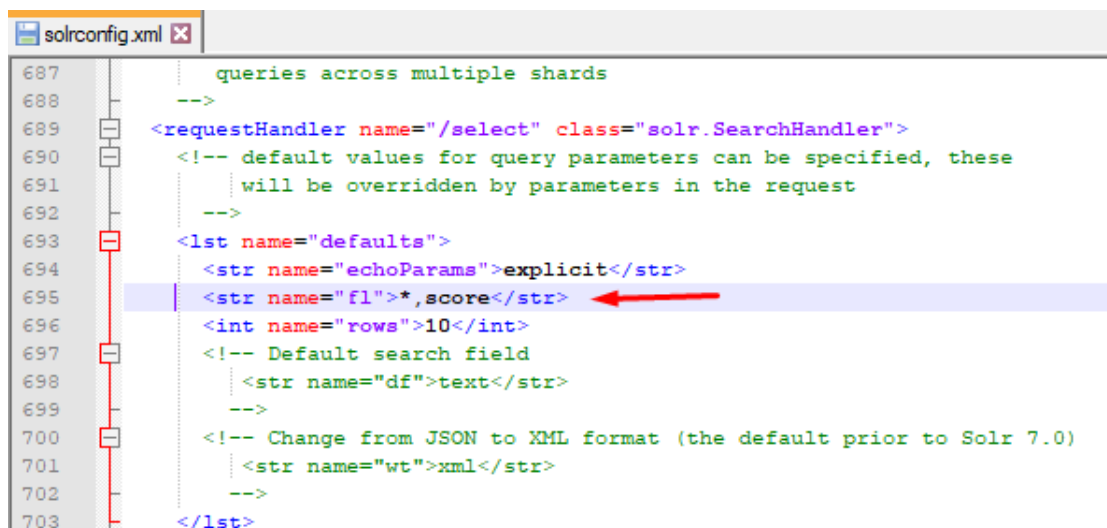 solrconfig.xml
687 queries across multiple shards
688 -->
689 <requestHandler name="/select" class="solr.SearchHandler">
690 <!-- default values for query parameters can be specified, these
691 will be overridden by parameters in the request
692 -->
693 <lst name="defaults">
694 <str name="echoParams">explicit</str>
695 <str name="fl">*,score</str>
696 <int name="rows">10</int>
697 <!-- Default search field
698 <str name="df">text</str>
699 -->
700 <!-- Change from JSON to XML format (the default prior to Solr 7.0)
701 <str name="wt">xml</str>
702 -->
703 </lst>